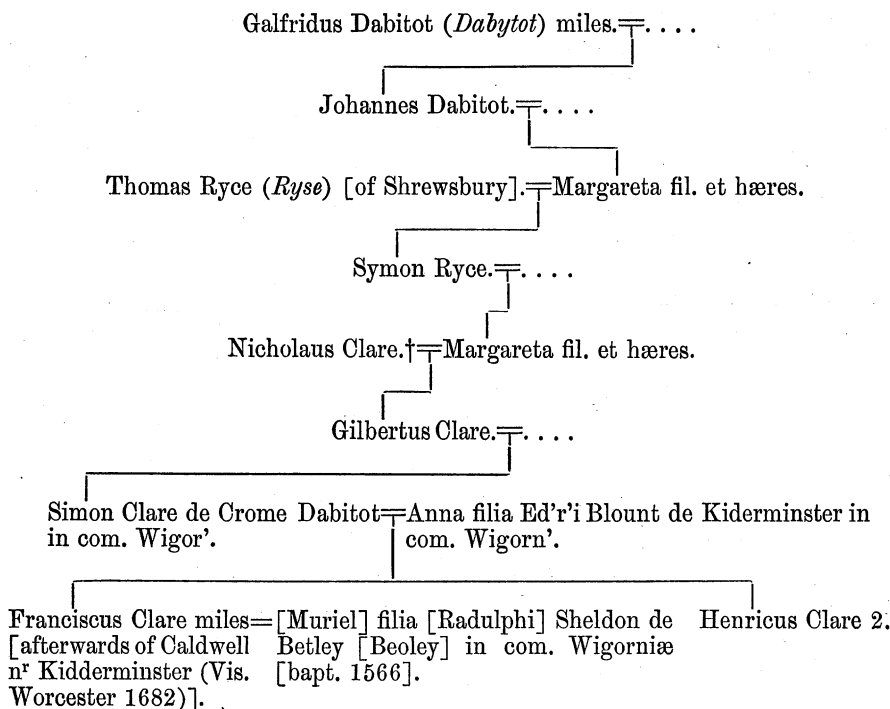 Galfridus Dabitot (Dabytot) miles.=. . . .
Johannes Dabitot.=. . . .
Thomas Ryce (Ryse) [of Shrewsbury].=Margareta fil. et hæres.
Symon Ryce.=. . . .
Nicholaus Clare.†=Margareta fil. et hæres.
Gilbertus Clare.=. . . .
Simon Clare de Crome Dabitot=Anna filia Ed'r'i Blount de Kiderminster in
in com. Wigor'. com. Wigorn'.
Franciscus Clare miles=[Muriel] filia [Radulphi] Sheldon de Henricus Clare 2.
[afterwards of Caldwell Betley [Beoley] in com. Wigorniæ
nʳ Kidderminster (Vis. [bapt. 1566].
Worcester 1682)].